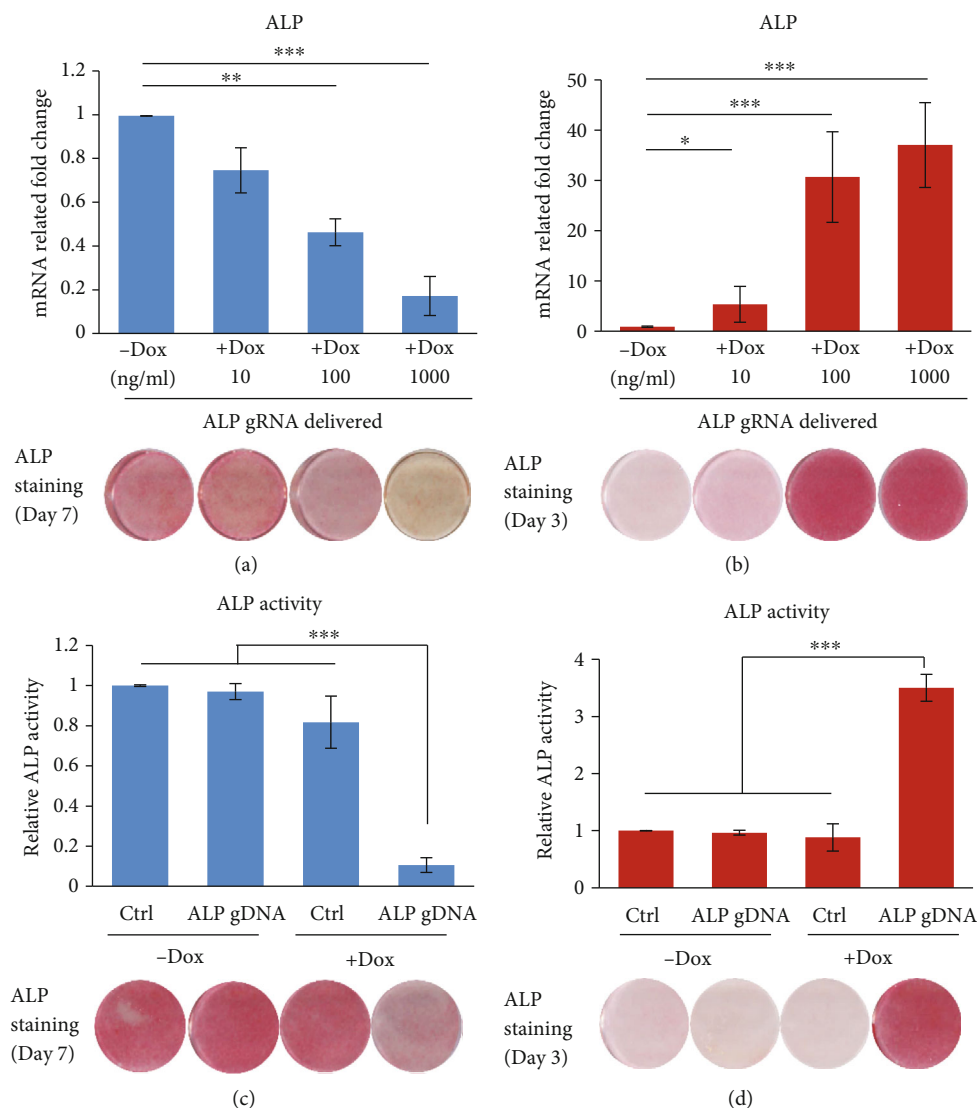 ALP
***
**
mRNA related fold change
1.2
1
0.8
0.6
0.4
0.2
0
–Dox +Dox +Dox +Dox
(ng/ml) 10 100 1000
ALP gRNA delivered
ALP
staining
(Day 7)
(a)
ALP
***
***
*
mRNA related fold change
50
40
30
20
10
0
–Dox +Dox +Dox +Dox
(ng/ml) 10 100 1000
ALP gRNA delivered
ALP
staining
(Day 3)
(b)
ALP activity
***
Relative ALP activity
1.2
1
0.8
0.6
0.4
0.2
0
Ctrl ALP gDNA Ctrl ALP gDNA
–Dox +Dox
ALP
staining
(Day 7)
(c)
ALP activity
***
Relative ALP activity
4
3
2
1
0
Ctrl ALP gDNA Ctrl ALP gDNA
–Dox +Dox
ALP
staining
(Day 3)
(d)